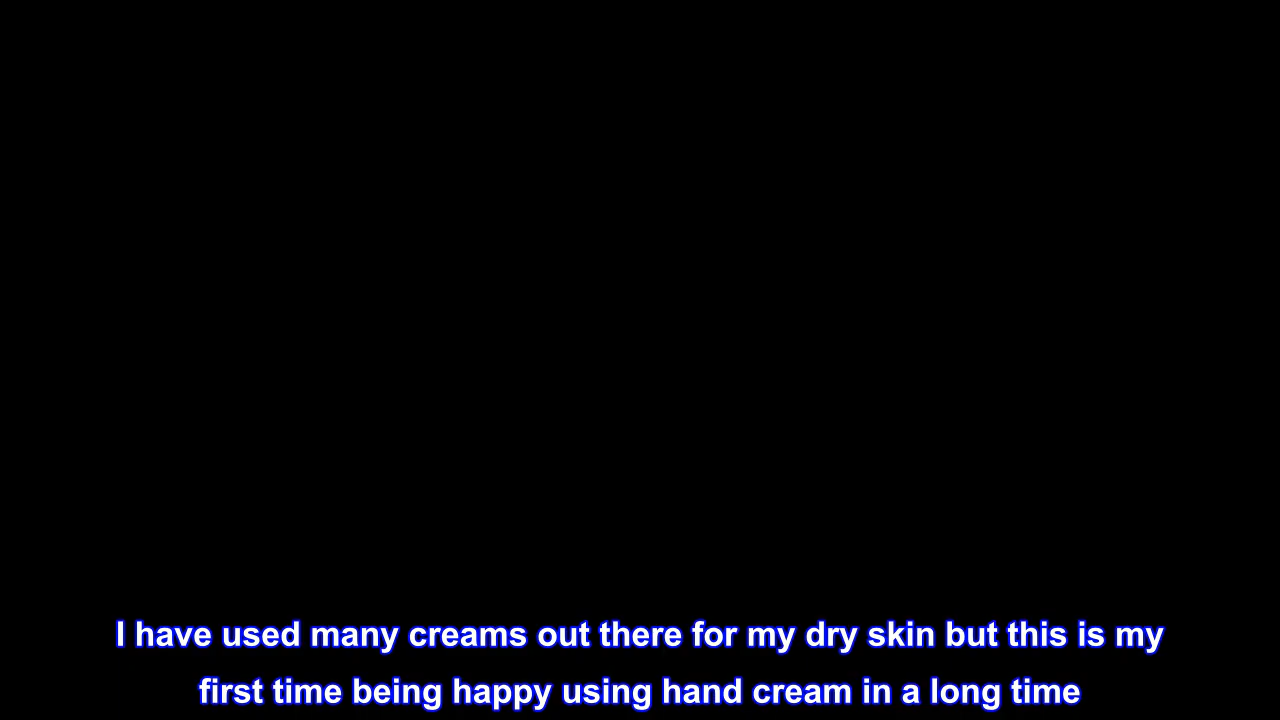 I have used many creams out there for my dry skin but this is my
first time being happy using hand cream in a long time